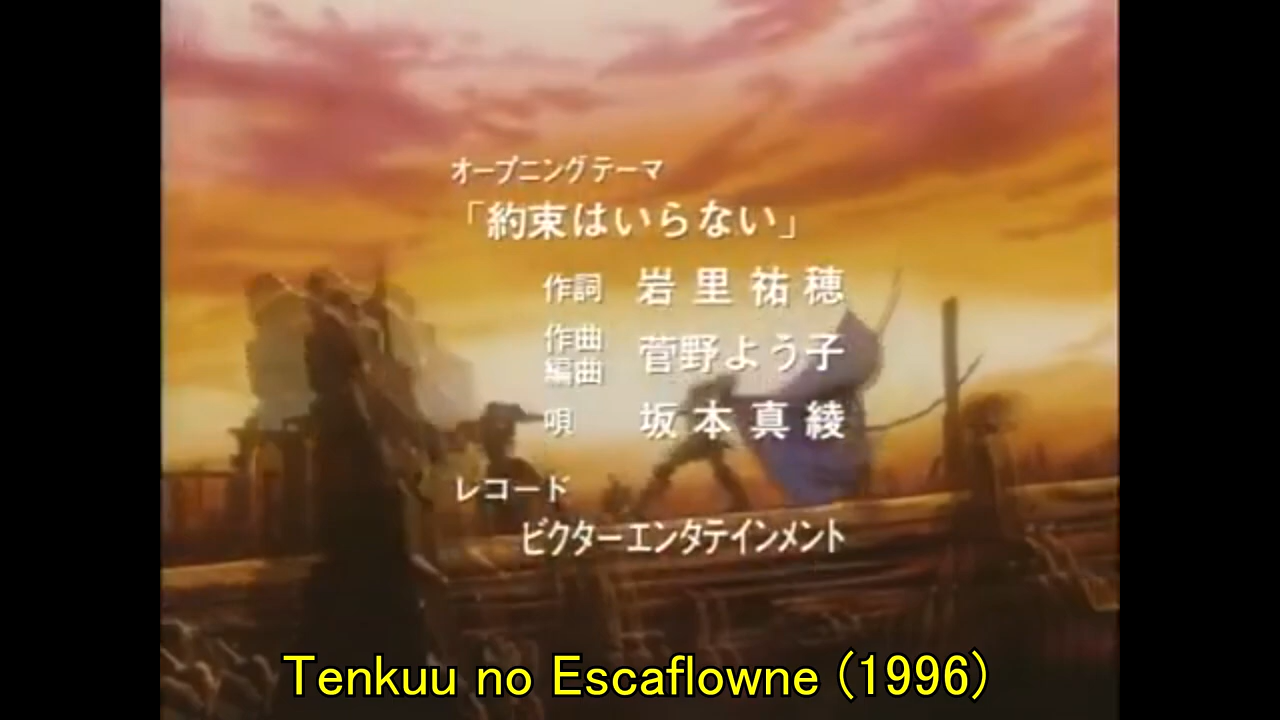 オープニングテーマ
「約束はいらない」
作詞 岩里祐穂
作曲
編曲 菅野よう子
唄 坂本真綾
レコード
ビクターエンタテインメント
Tenkuu no Escaflowne (1996)